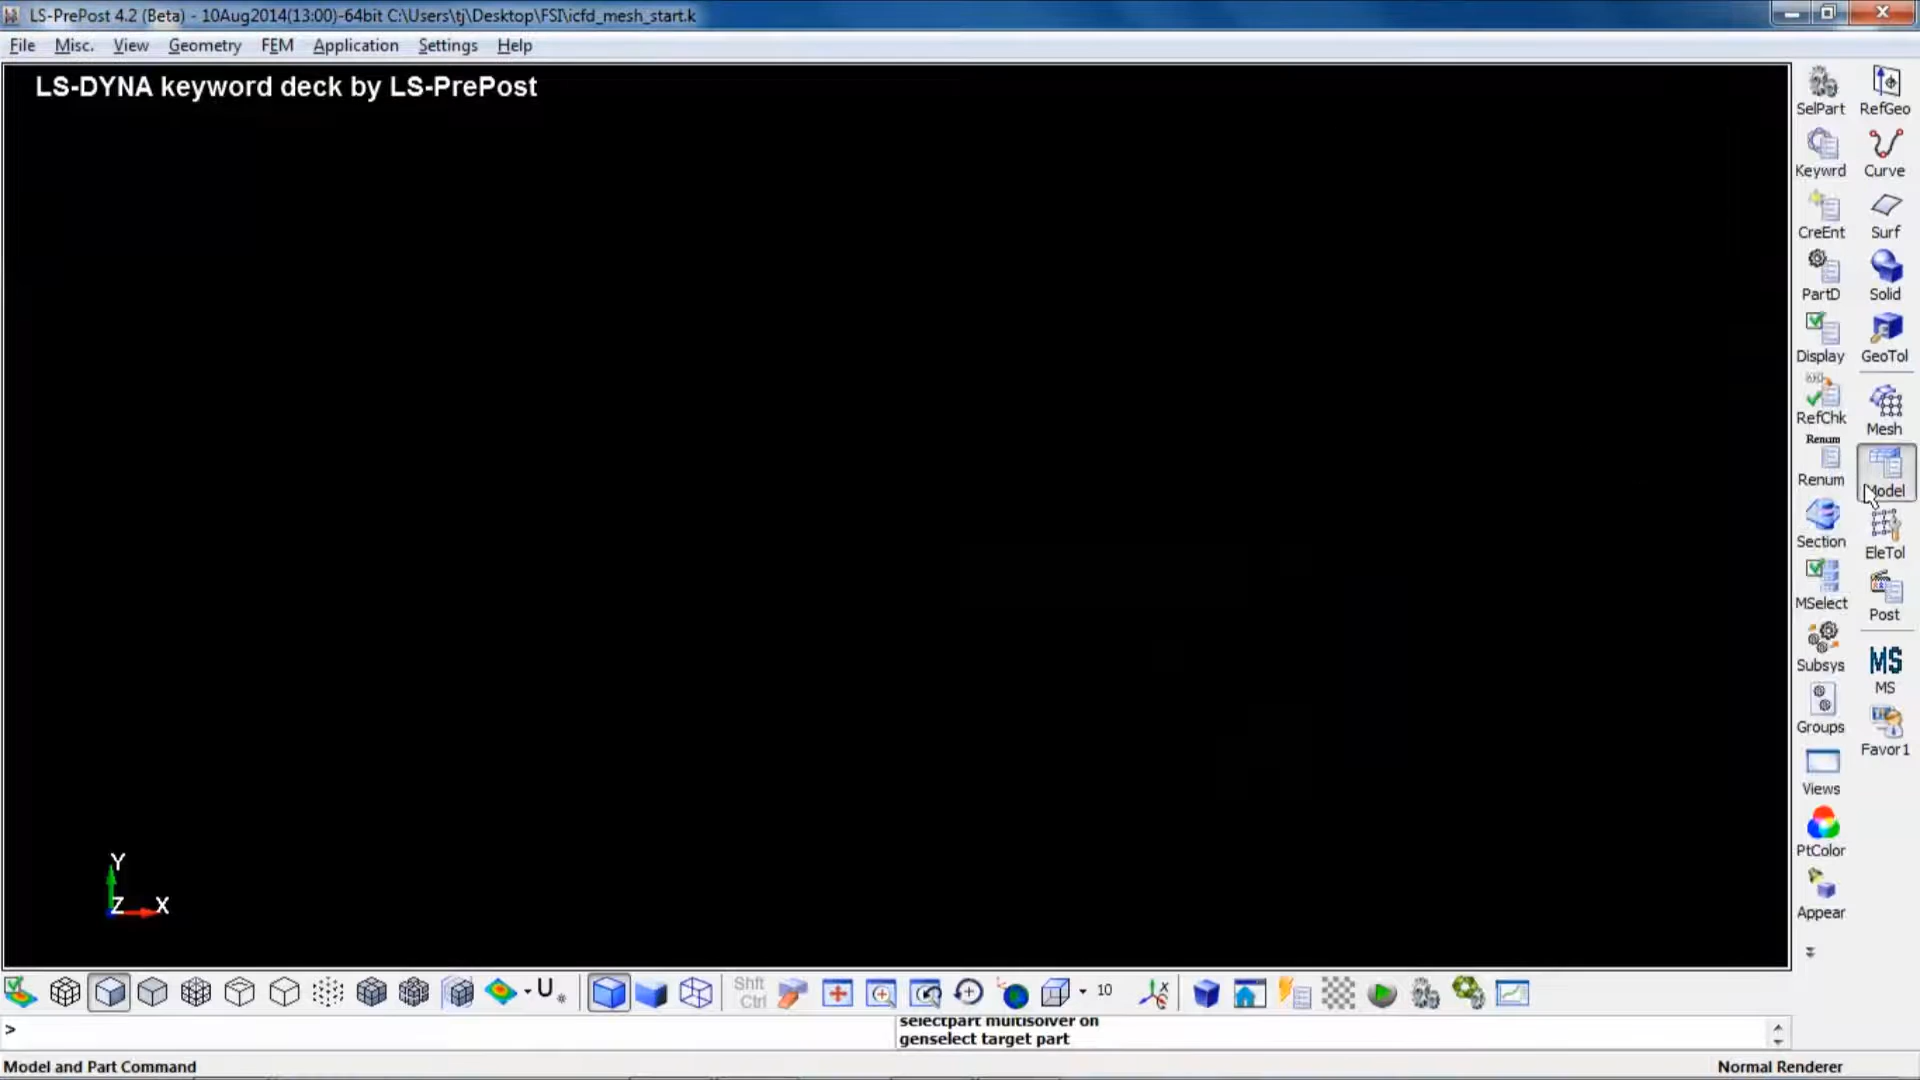 LS-PrePost 4.2 (Beta) - 10Aug2014(13:00)-64bit C:\Users\tj\Desktop\FSI\icfd_mesh_start.k
File Misc. View Geometry FEM Application Settings Help
LS-DYNA keyword deck by LS-PrePost
SelPart RefGeo
Keywrd Curve
CreEnt Surf
PartD Solid
Display GeoTol
RefChk Mesh
Renum
Renum Model
Section EleTol
MSelect Post
Subsys MS
MS
Groups Favor1
Views
PtColor
Appear
Y
Z X
U
Shft
Ctrl
10
>
selectpart multisolver on
genselect target part
Model and Part Command
Normal Renderer